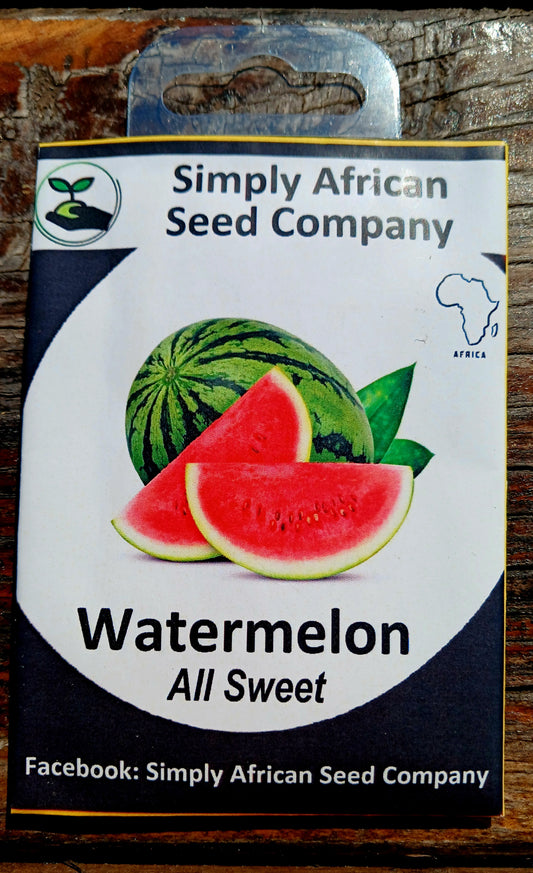 Simply African
Seed Company
AFRICA
Watermelon
All Sweet
Facebook: Simply African Seed Company